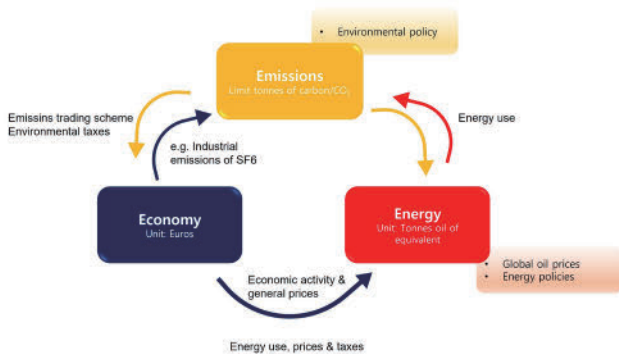 • Environmental policy
Emissions
Limit tonnes of carbon/CO₂
Emissins trading scheme
Environmental taxes
e.g. Industrial
emissions of SF6
Energy use
Economy
Unit: Euros
Energy
Unit: Tonnes oil of
equivalent
• Global oil prices
• Energy policies
Economic activity &
general prices
Energy use, prices & taxes